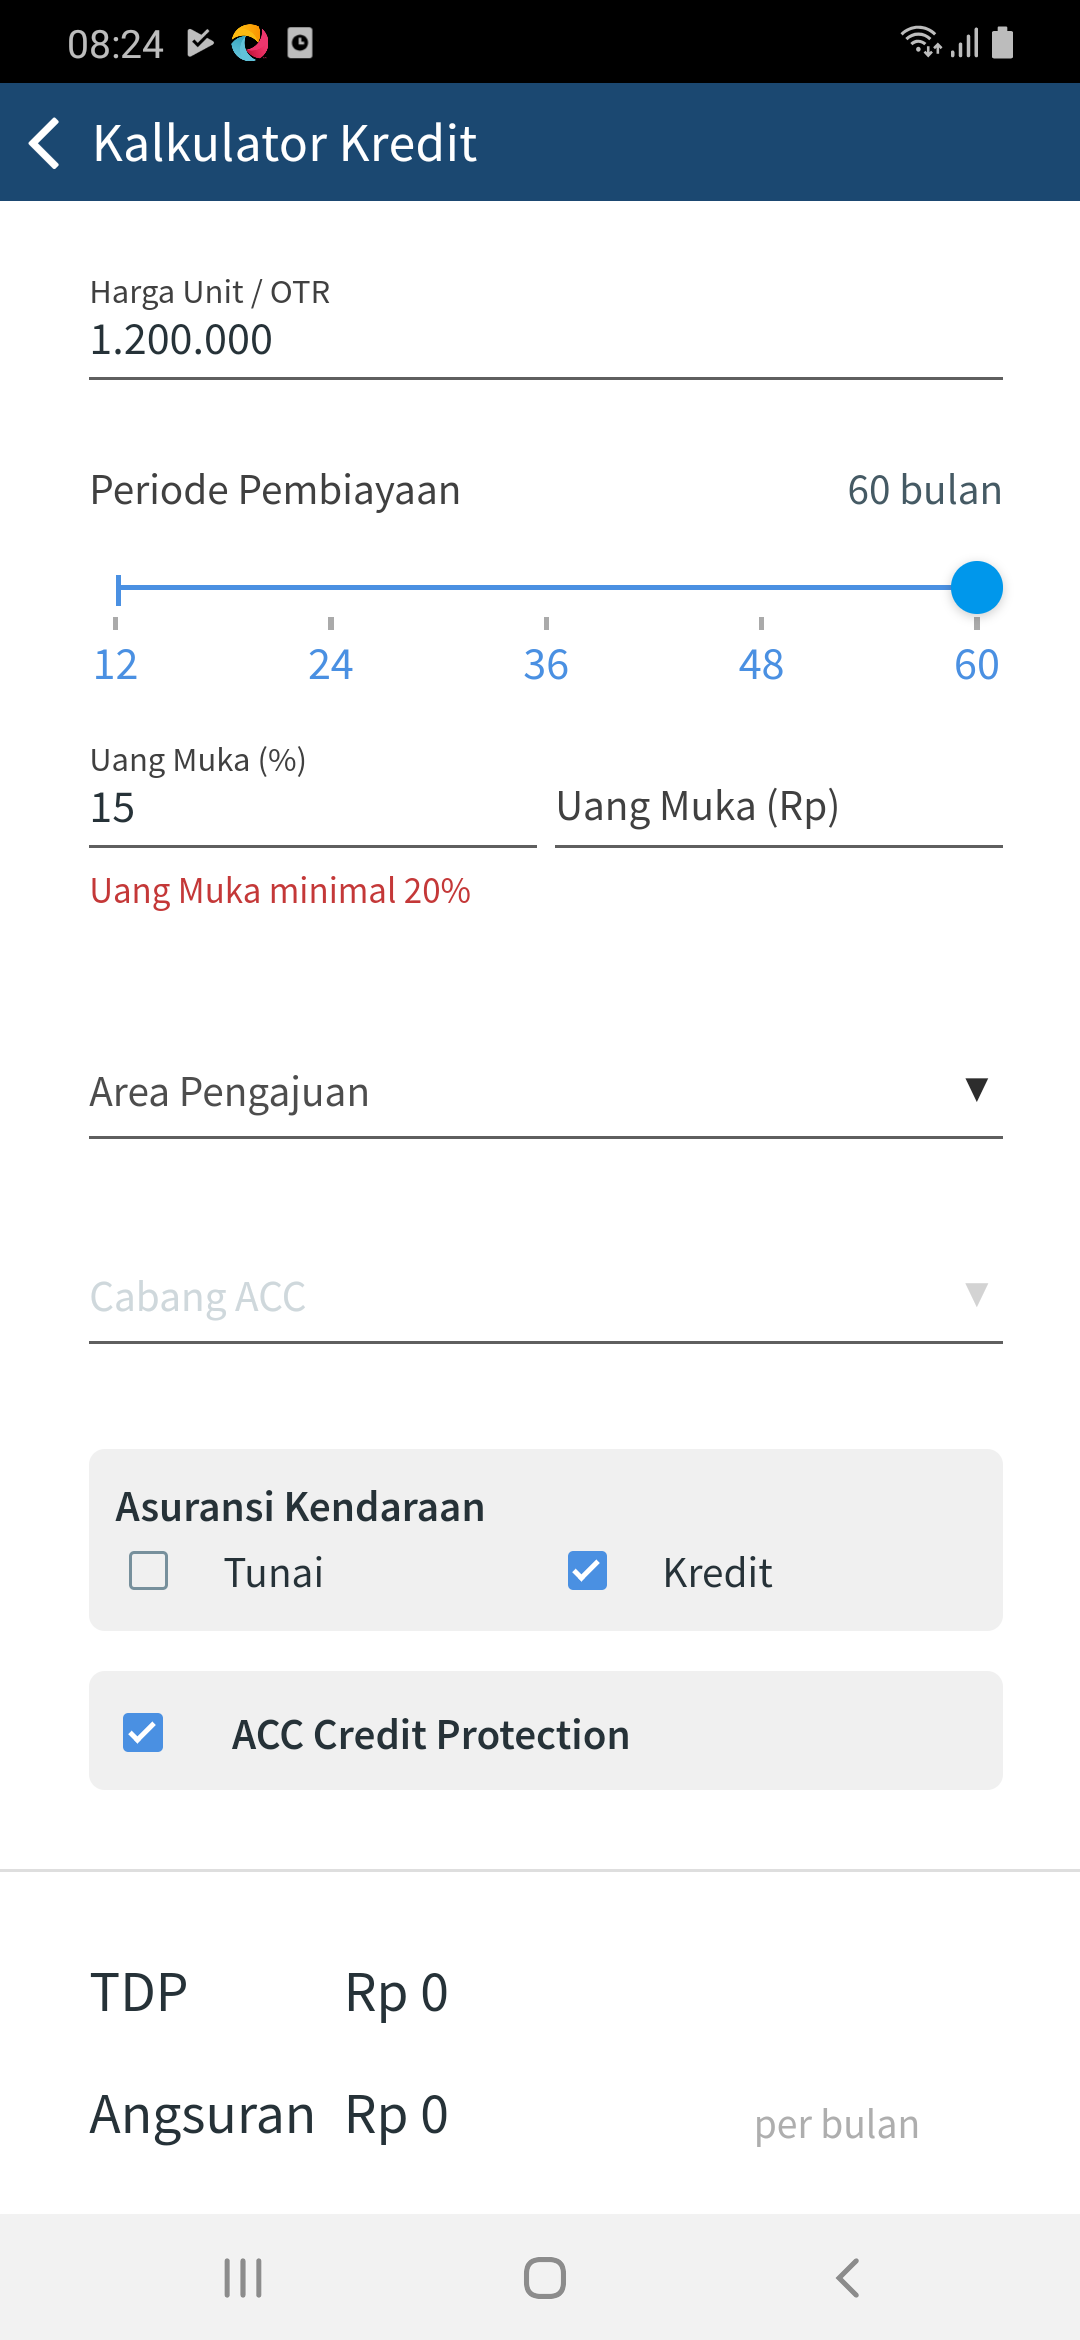 08:24
Kalkulator Kredit
Harga Unit / OTR
1.200.000
Periode Pembiayaan 60 bulan
12 24 36 48 60
Uang Muka (%)
15 Uang Muka (Rp)
Uang Muka minimal 20%
Area Pengajuan
Cabang ACC
Asuransi Kendaraan
Tunai Kredit
ACC Credit Protection
TDP Rp 0
Angsuran Rp 0 per bulan